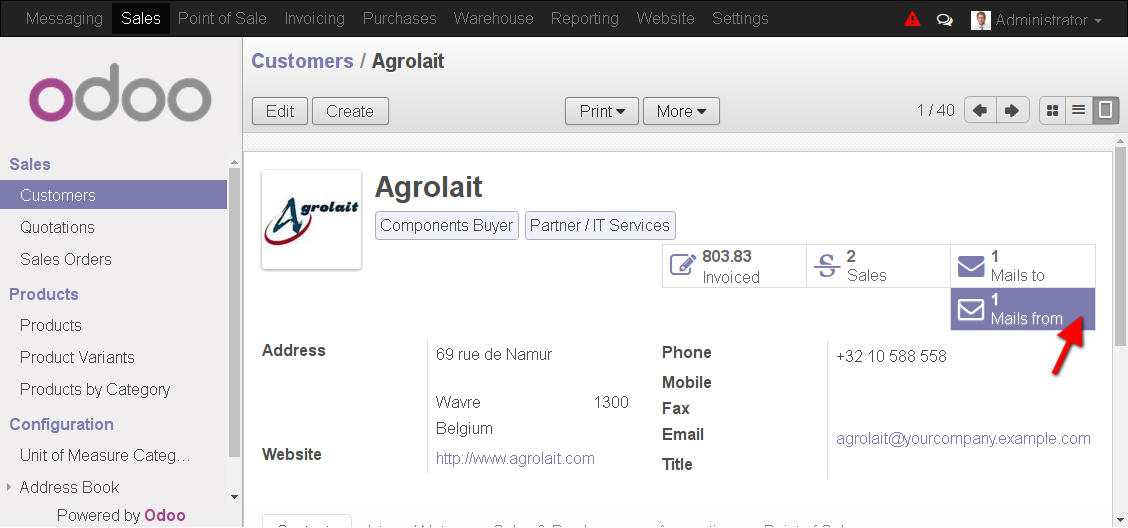 Messaging Sales Point of Sale Invoicing Purchases Warehouse Reporting Website Settings Administrator
odoo
Sales
Customers
Quotations
Sales Orders
Products
Products
Product Variants
Products by Category
Configuration
Unit of Measure Categ...
Address Book
Powered by Odoo
Customers / Agrolait
Edit Create Print More 1 / 40
Agrolait
Agrolait
Components Buyer Partner / IT Services
803.83 Invoiced
2 Sales
1 Mails to
1 Mails from
Address 69 rue de Namur
Wavre 1300
Belgium
Website http://www.agrolait.com
Phone +32 10 588 558
Mobile
Fax
Email agrolait@yourcompany.example.com
Title